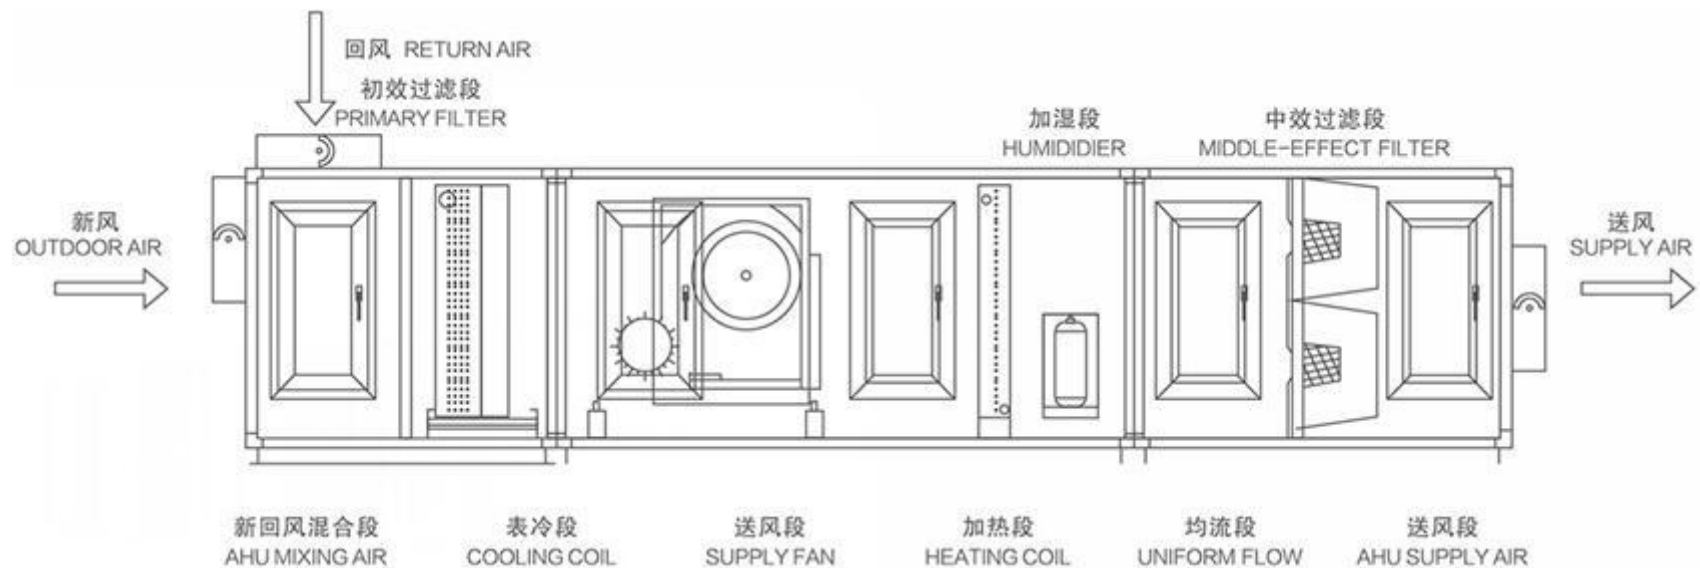 回风 RETURN AIR
初效过滤段
PRIMARY FILTER
加湿段
HUMIDIDIER
中效过滤段
MIDDLE-EFFECT FILTER
新风
OUTDOOR AIR
送风
SUPPLY AIR
新回风混合段
AHU MIXING AIR
表冷段
COOLING COIL
送风段
SUPPLY FAN
加热段
HEATING COIL
均流段
UNIFORM FLOW
送风段
AHU SUPPLY AIR